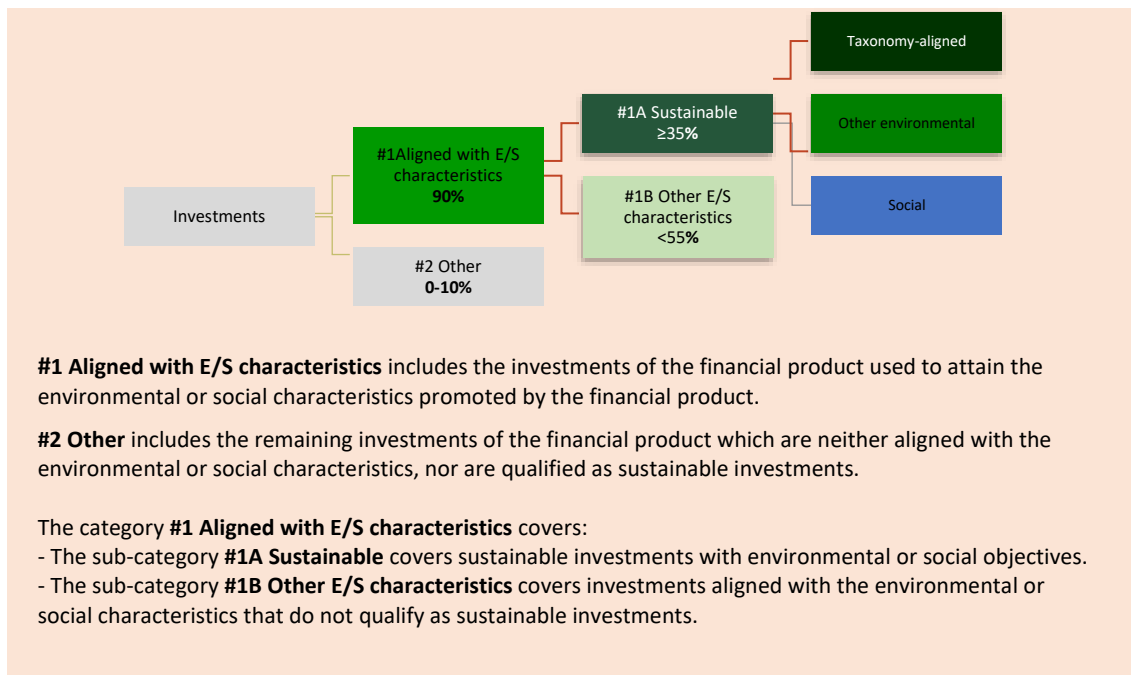 Taxonomy-aligned
#1A Sustainable
≥35%
Other environmental
#1Aligned with E/S
characteristics
90%
Investments
#1B Other E/S
characteristics
<55%
Social
#2 Other
0-10%
#1 Aligned with E/S characteristics includes the investments of the financial product used to attain the
environmental or social characteristics promoted by the financial product.
#2 Other includes the remaining investments of the financial product which are neither aligned with the
environmental or social characteristics, nor are qualified as sustainable investments.
The category #1 Aligned with E/S characteristics covers:
- The sub-category #1A Sustainable covers sustainable investments with environmental or social objectives.
- The sub-category #1B Other E/S characteristics covers investments aligned with the environmental or
social characteristics that do not qualify as sustainable investments.